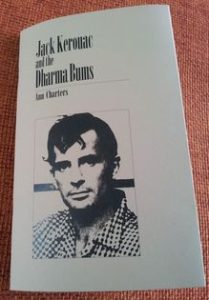 Jack Kerouac
and the
Dharma Bums
Ann Charters